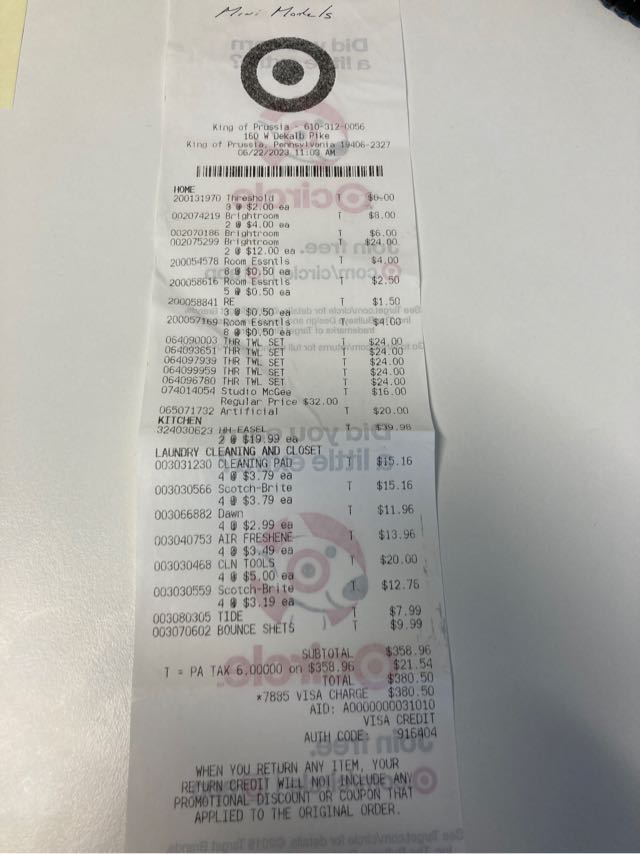 Mini Models
King of Prussia - 610-312-0056
160 W Dekalb Pike
King of Prussia, Pennsylvania 19406-2327
06/22/2023 11:03 AM
HOME
200131970 Threshold T $6.00
3 @ $2.00 ea
002074219 Brightroom T $8.00
2 @ $4.00 ea
002070186 Brightroom T $6.00
002075299 Brightroom T $24.00
2 @ $12.00 ea
200054578 Room Essntls T $4.00
8 @ $0.50 ea
200058616 Room Essntls T $2.50
5 @ $0.50 ea
200058841 RE T $1.50
3 @ $0.50 ea
200057169 Room Essntls T $4.00
8 @ $0.50 ea
064090003 THR TWL SET T $24.00
064093651 THR TWL SET T $24.00
064097939 THR TWL SET T $24.00
064099959 THR TWL SET T $24.00
064096780 THR TWL SET T $24.00
074014054 Studio McGee T $16.00
Regular Price $32.00
065071732 Artificial T $20.00
KITCHEN
324030623 HH EASEL T $39.98
2 @ $19.99 ea
LAUNDRY CLEANING AND CLOSET
003031230 CLEANING PAD T $15.16
4 @ $3.79 ea
003030566 Scotch-Brite T $15.16
4 @ $3.79 ea
003066882 Dawn T $11.96
4 @ $2.99 ea
003040753 AIR FRESHENE T $13.96
4 @ $3.49 ea
003030468 CLN TOOLS T $20.00
4 @ $5.00 ea
003030559 Scotch-Brite T $12.76
4 @ $3.19 ea
003080305 TIDE T $7.99
003070602 BOUNCE SHETS T $9.99
SUBTOTAL $358.96
T = PA TAX 6.00000 on $358.96 $21.54
TOTAL $380.50
*7885 VISA CHARGE $380.50
AID: A0000000031010
VISA CREDIT
AUTH CODE: 916404
WHEN YOU RETURN ANY ITEM, YOUR
RETURN CREDIT WILL NOT INCLUDE ANY
PROMOTIONAL DISCOUNT OR COUPON THAT
APPLIED TO THE ORIGINAL ORDER.